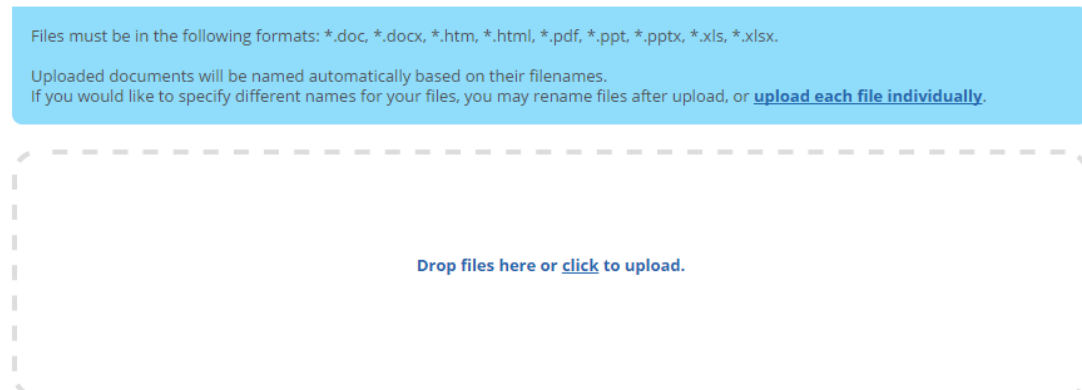 Files must be in the following formats: *.doc, *.docx, *.htm, *.html, *.pdf, *.ppt, *.pptx, *.xls, *.xlsx.
Uploaded documents will be named automatically based on their filenames.
If you would like to specify different names for your files, you may rename files after upload, or upload each file individually.
Drop files here or click to upload.